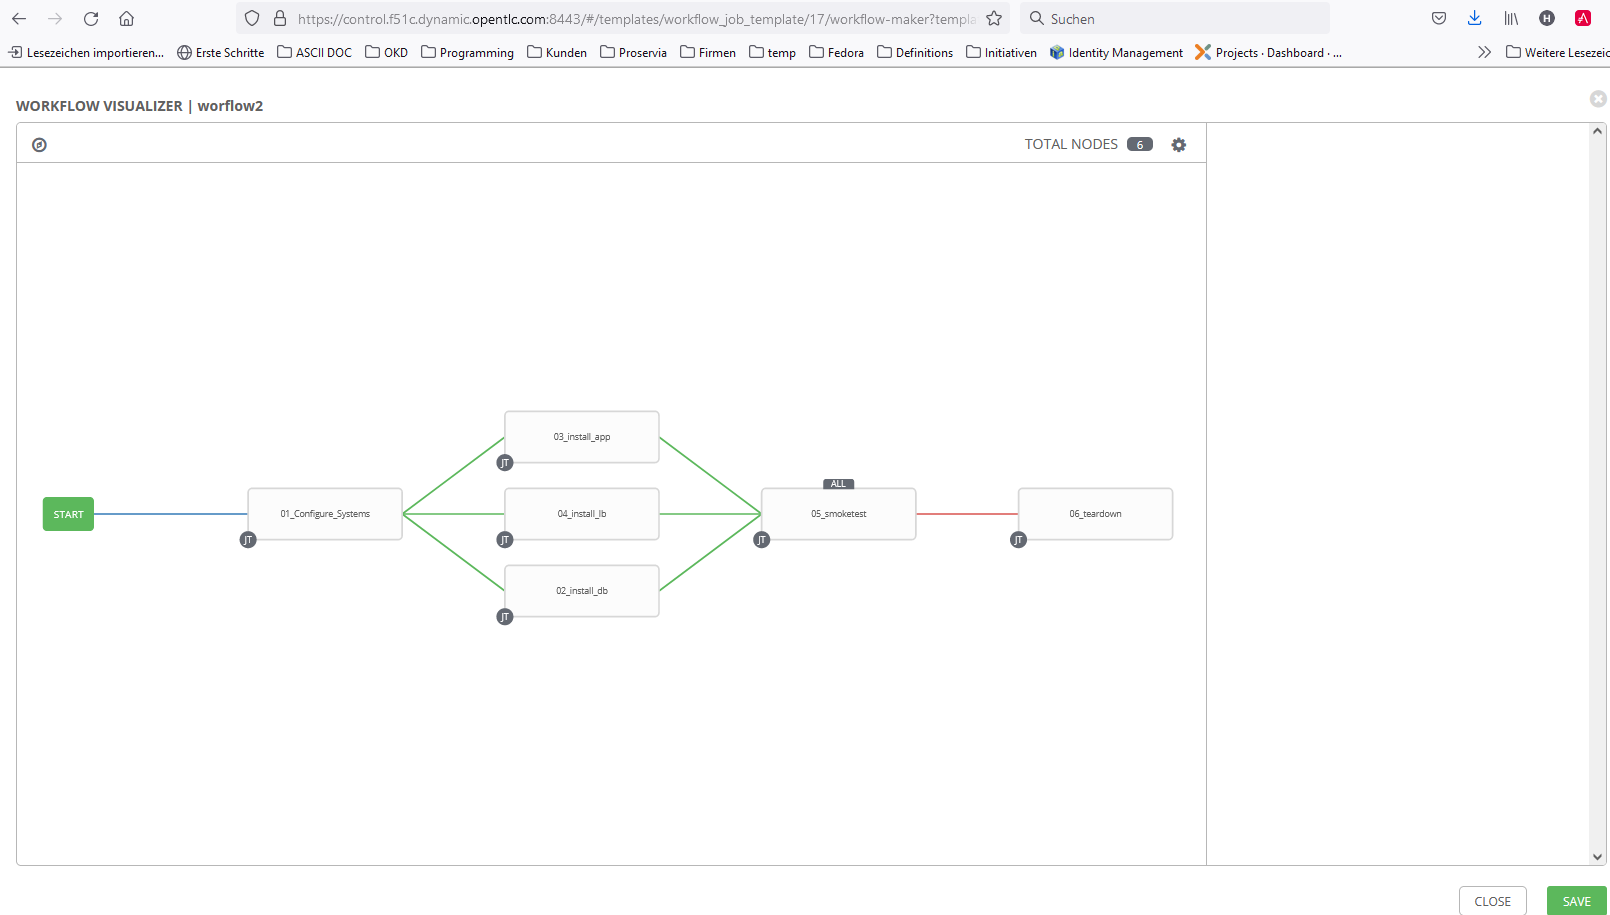 https://control.f51c.dynamic.opentlc.com:8443/#/templates/workflow_job_template/17/workflow-maker?templa
Suchen
H
A
Lesezeichen importieren... Erste Schritte ASCII DOC OKD Programming Kunden Proservia Firmen temp Fedora Definitions Initiativen Identity Management Projects · Dashboard · ... Weitere Lesezeic
WORKFLOW VISUALIZER | worflow2
TOTAL NODES 6
03_install_app
JT
ALL
START
01_Configure_Systems
04_install_lb
05_smoketest
06_teardown
JT
JT
JT
JT
02_install_db
JT
CLOSE
SAVE